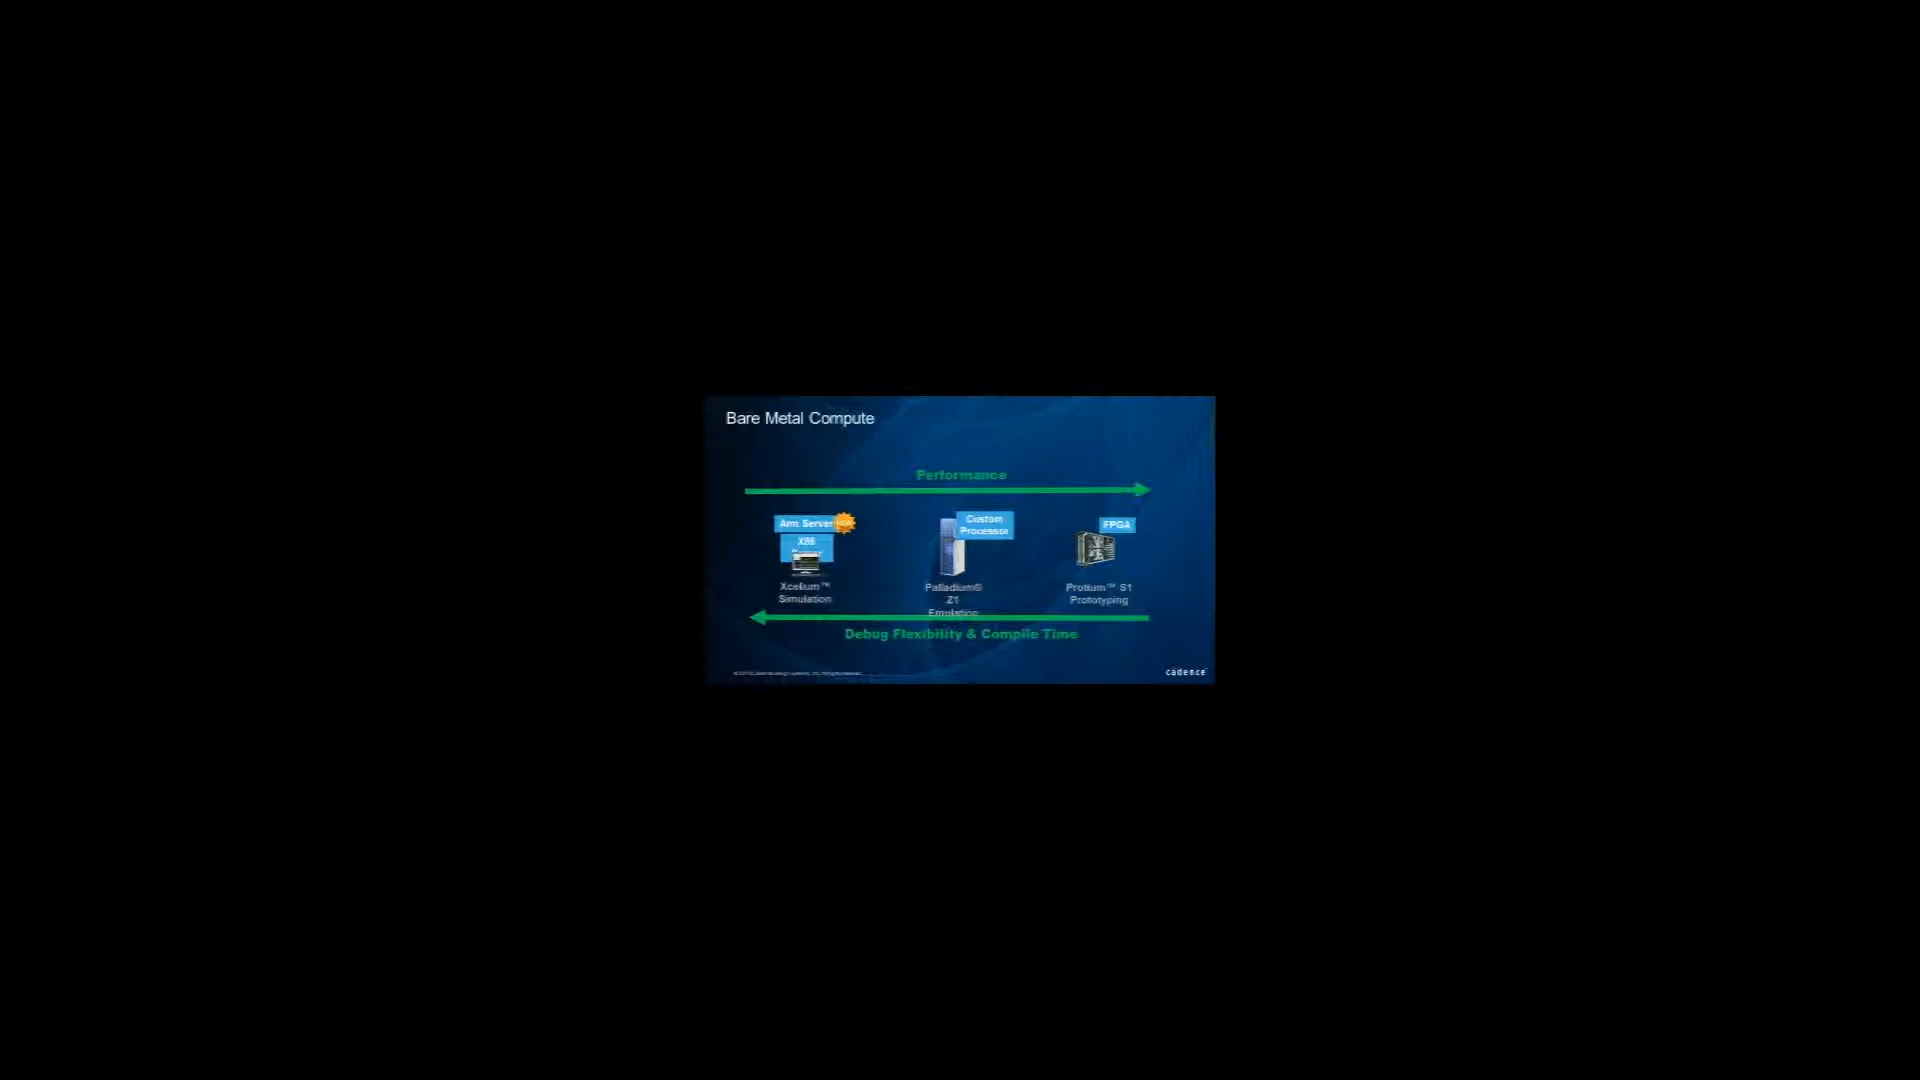 Bare Metal Compute
Performance
Arm Server
X86
Custom
Processor
FPGA
Xcelium™
Simulation
Palladium®
Z1
Emulation
Protium™ S1
Prototyping
Debug Flexibility & Compile Time
cadence